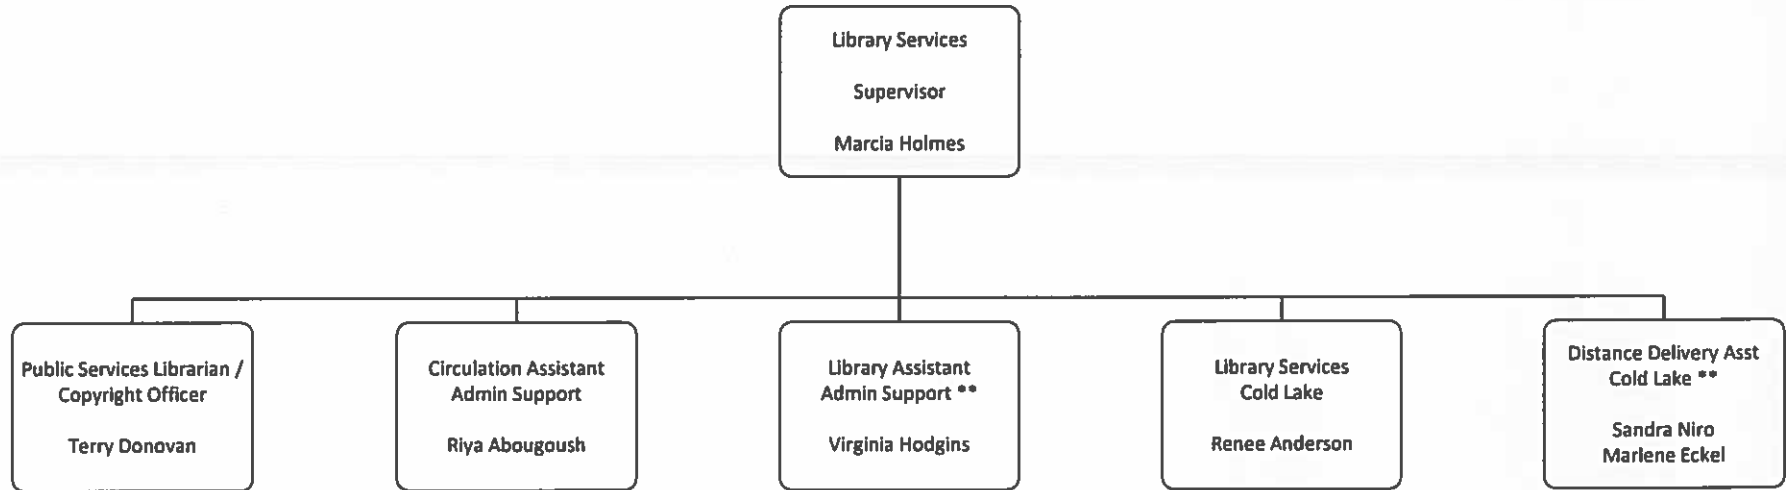 Library Services
Supervisor
Marcia Holmes
Public Services Librarian /
Copyright Officer
Terry Donovan
Circulation Assistant
Admin Support
Riya Abougoush
Library Assistant
Admin Support **
Virginia Hodgins
Library Services
Cold Lake
Renee Anderson
Distance Delivery Asst
Cold Lake **
Sandra Niro
Marlene Eckel